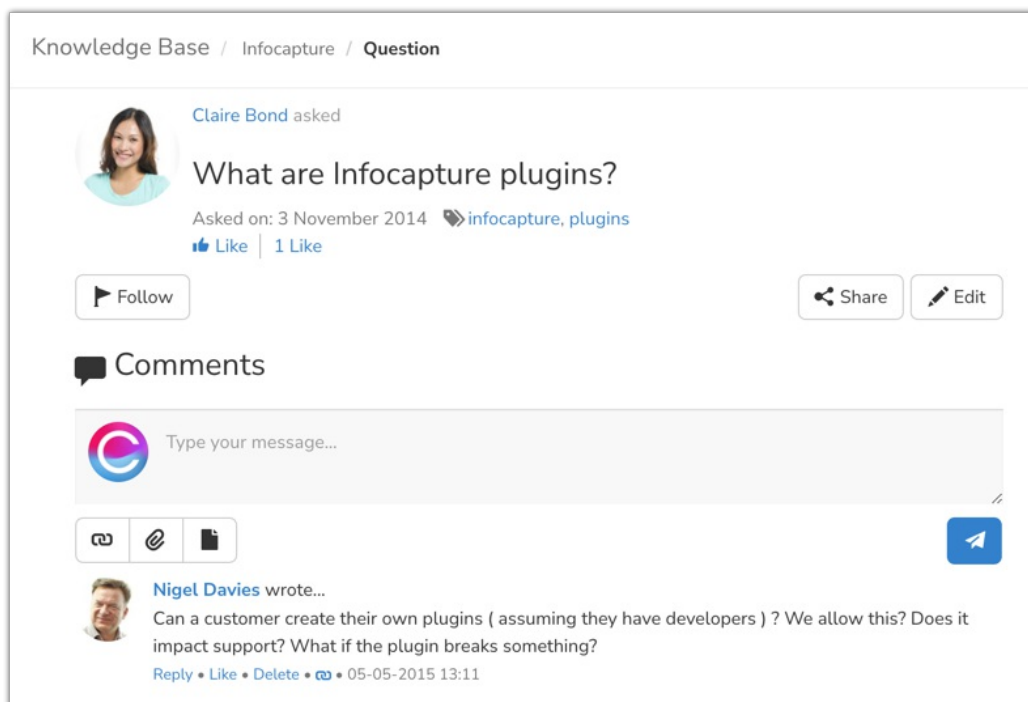 Knowledge Base / Infocapture / Question
Claire Bond asked
What are Infocapture plugins?
Asked on: 3 November 2014 infocapture, plugins
Like 1 Like
Follow Share Edit
Comments
Type your message...
Nigel Davies wrote...
Can a customer create their own plugins ( assuming they have developers ) ? We allow this? Does it
impact support? What if the plugin breaks something?
Reply • Like • Delete • • 05-05-2015 13:11